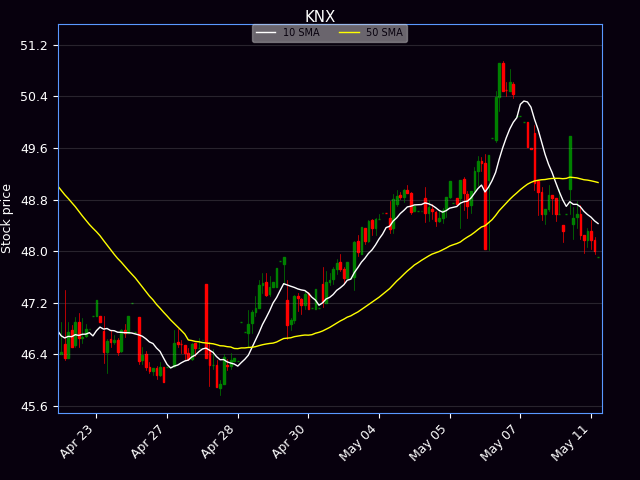 KNX
10 SMA 50 SMA
Stock price
51.2
50.4
49.6
48.8
48.0
47.2
46.4
45.6
Apr 23
Apr 27
Apr 28
Apr 30
May 04
May 05
May 07
May 11